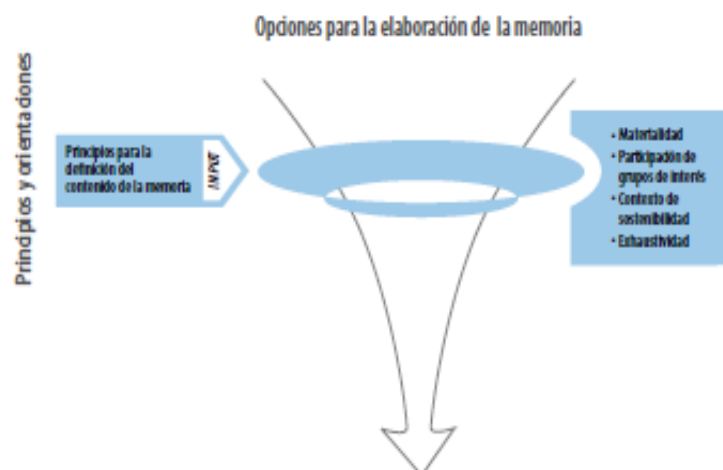 Opciones para la elaboración de la memoria
Principios y orientaciones
Principios para la
definición del
contenido de la memoria
INPUT
• Materialidad
• Participación de
grupos de interés
• Contexto de
sostenibilidad
• Exhaustividad